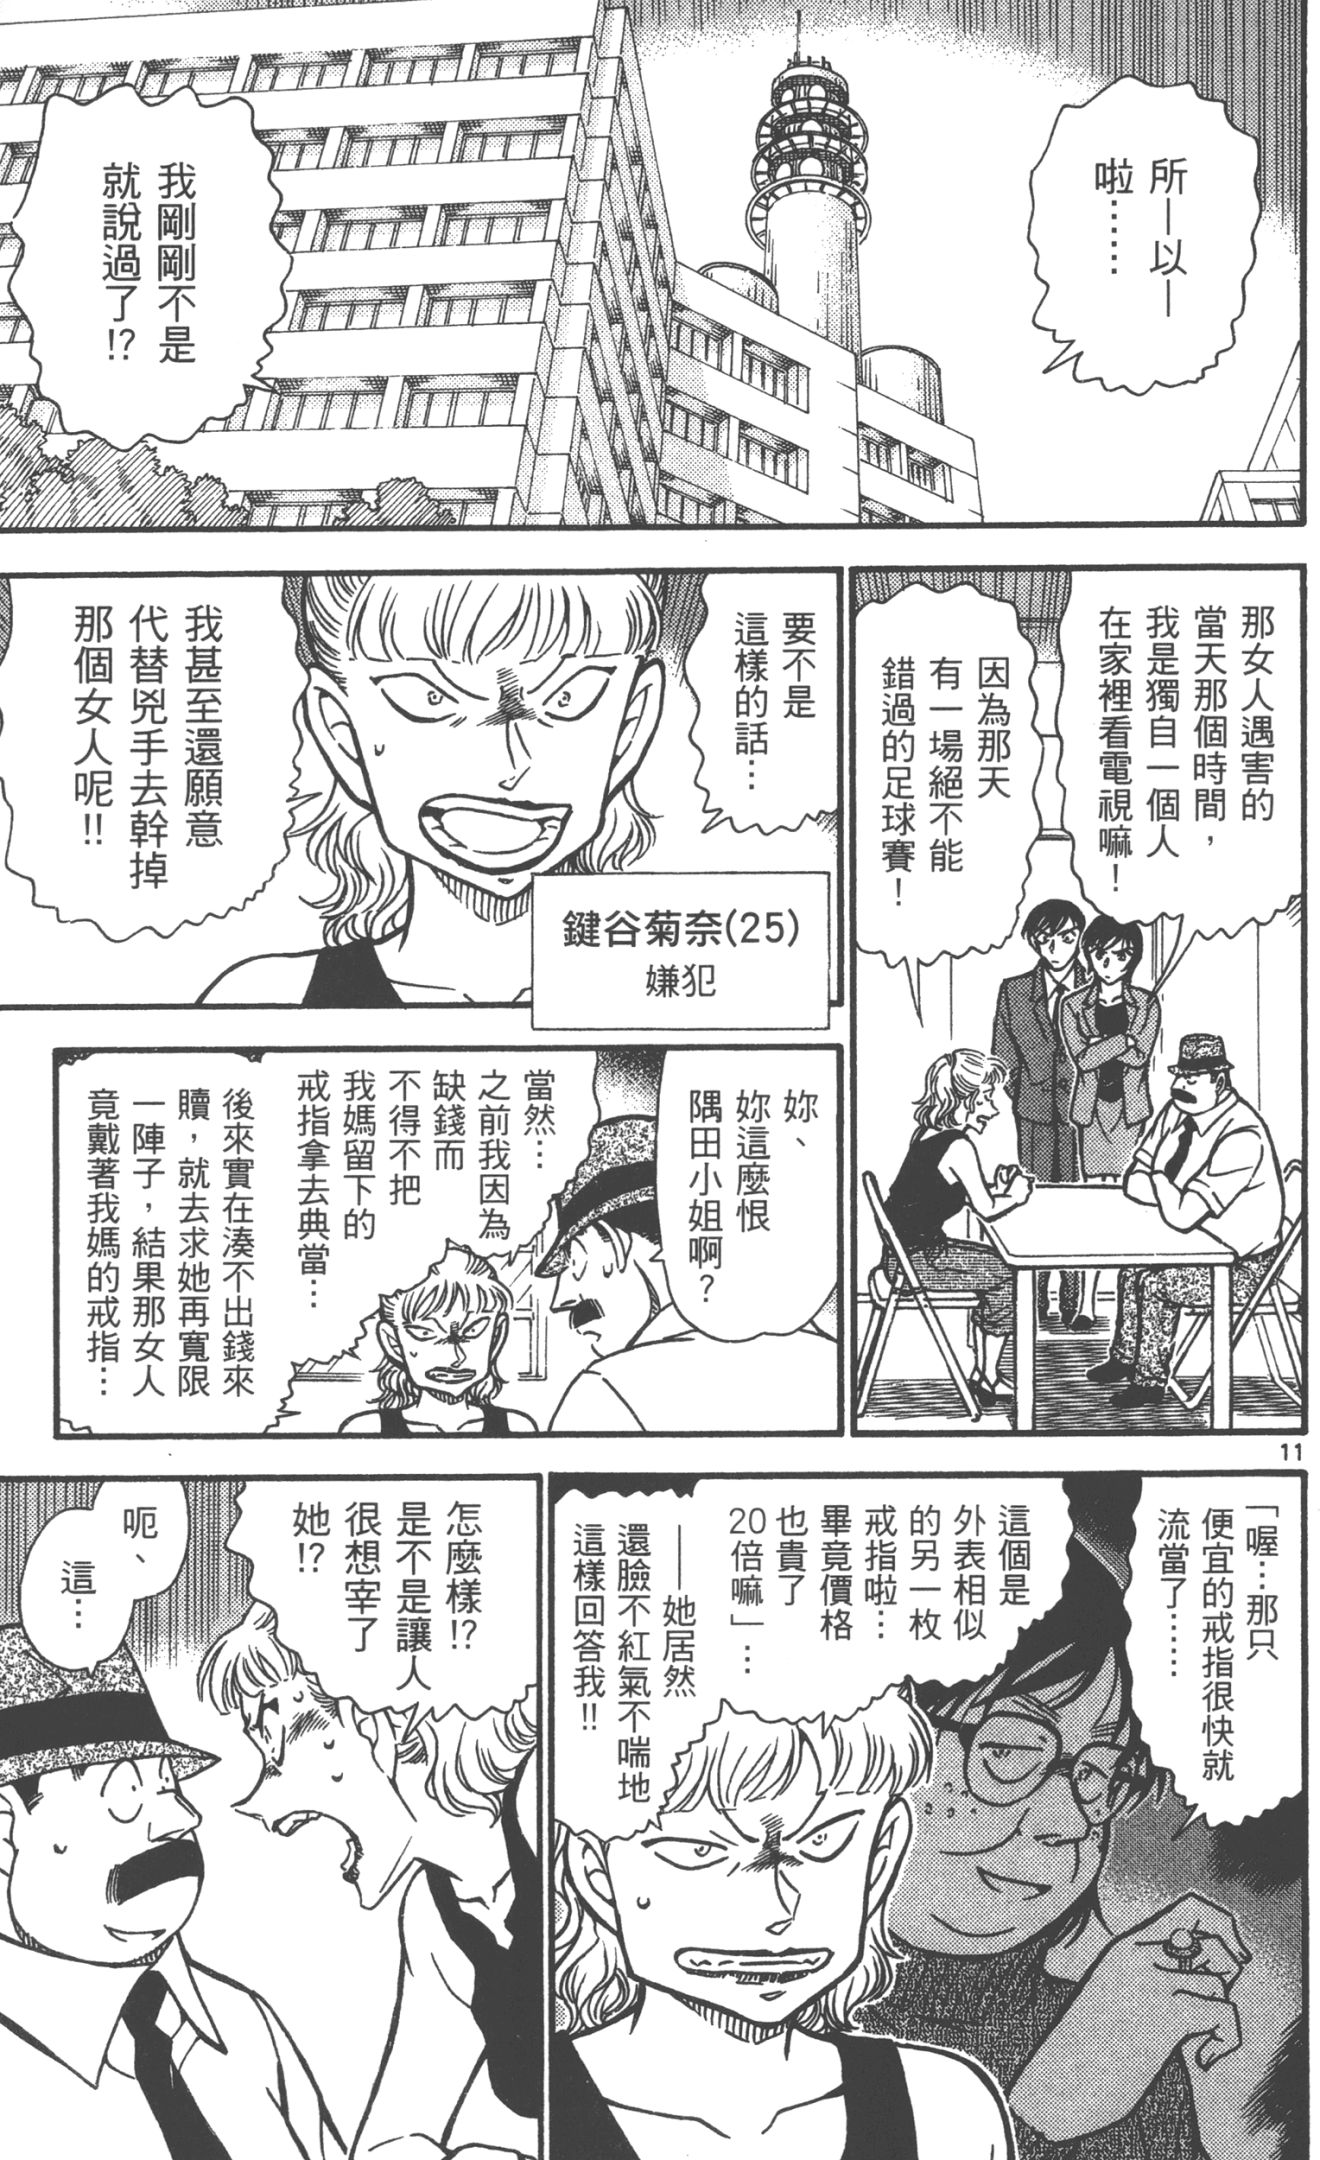 所—以—
啦……
我剛剛不是
就說過了!?
那女人遇害的
當天那個時間，
我是獨自一個人
在家裡看電視嘛！
因為那天
有一場絕不能
錯過的足球賽！
要不是
這樣的話…
我甚至還願意
代替兇手去幹掉
那個女人呢!!
鍵谷菊奈(25)
嫌犯
妳、
妳這麼恨
隅田小姐啊？
當然…
之前我因為
缺錢而
不得不把
我媽留下的
戒指拿去典當…
後來實在湊不出錢來
贖，就去求她再寬限
一陣子，結果那女人
竟戴著我媽的戒指…
11
「喔…那只
便宜的戒指很快就
流當了……
這個是
外表相似
的另一枚
戒指啦…
畢竟價格
也貴了
20倍嘛」…
——她居然
還臉不紅氣不喘地
這樣回答我!!
怎麼樣!?
是不是讓人
很想宰了
她!?
呃、
這…